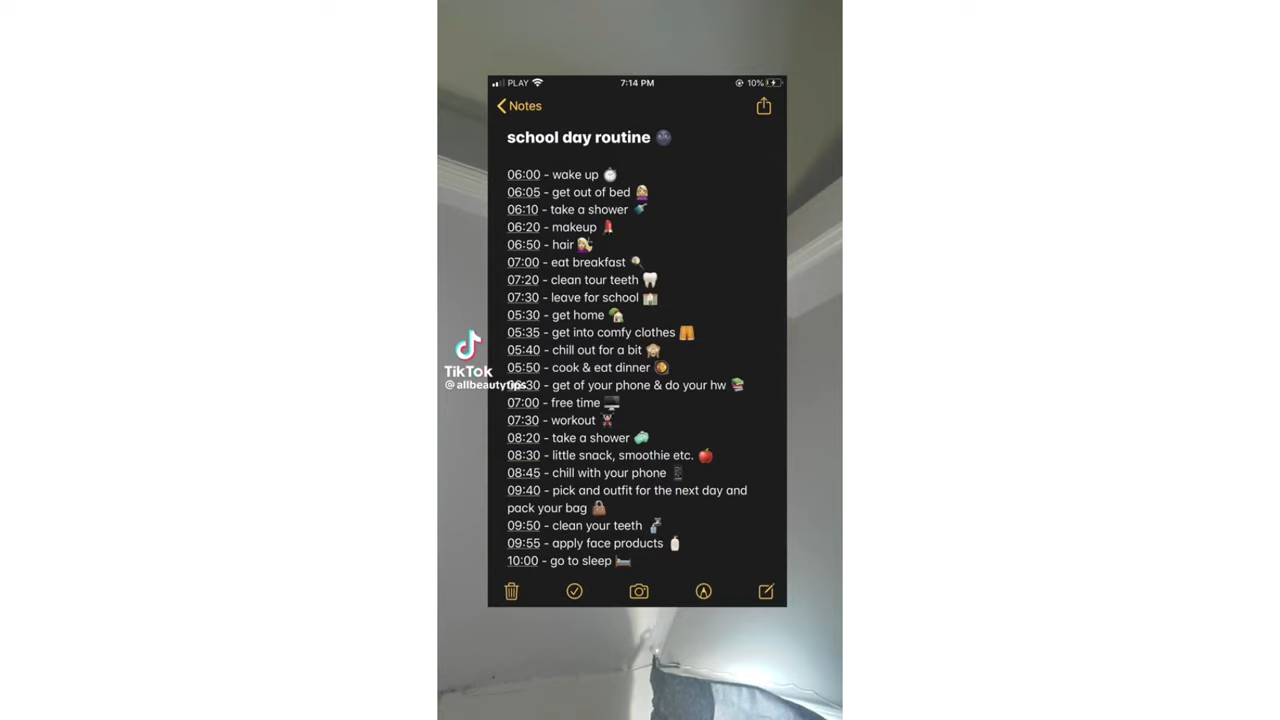 PLAY 7:14 PM 10%
Notes
school day routine 🌚
06:00 - wake up ⏱️
06:05 - get out of bed 🙍🏼‍♀️
06:10 - take a shower 🚿
06:20 - makeup 💄
06:50 - hair 💇🏼‍♀️
07:00 - eat breakfast 🍳
07:20 - clean tour teeth 🦷
07:30 - leave for school 🏫
05:30 - get home 🏡
05:35 - get into comfy clothes 🩳
05:40 - chill out for a bit 🙈
05:50 - cook & eat dinner 🥘
06:30 - get of your phone & do your hw 📚
07:00 - free time 🖥️
07:30 - workout 🏋🏼‍♀️
08:20 - take a shower 🧼
08:30 - little snack, smoothie etc. 🍎
08:45 - chill with your phone 📱
09:40 - pick and outfit for the next day and
pack your bag 👜
09:50 - clean your teeth 🚰
09:55 - apply face products 🧴
10:00 - go to sleep 🛏️
TikTok
@allbeautytips